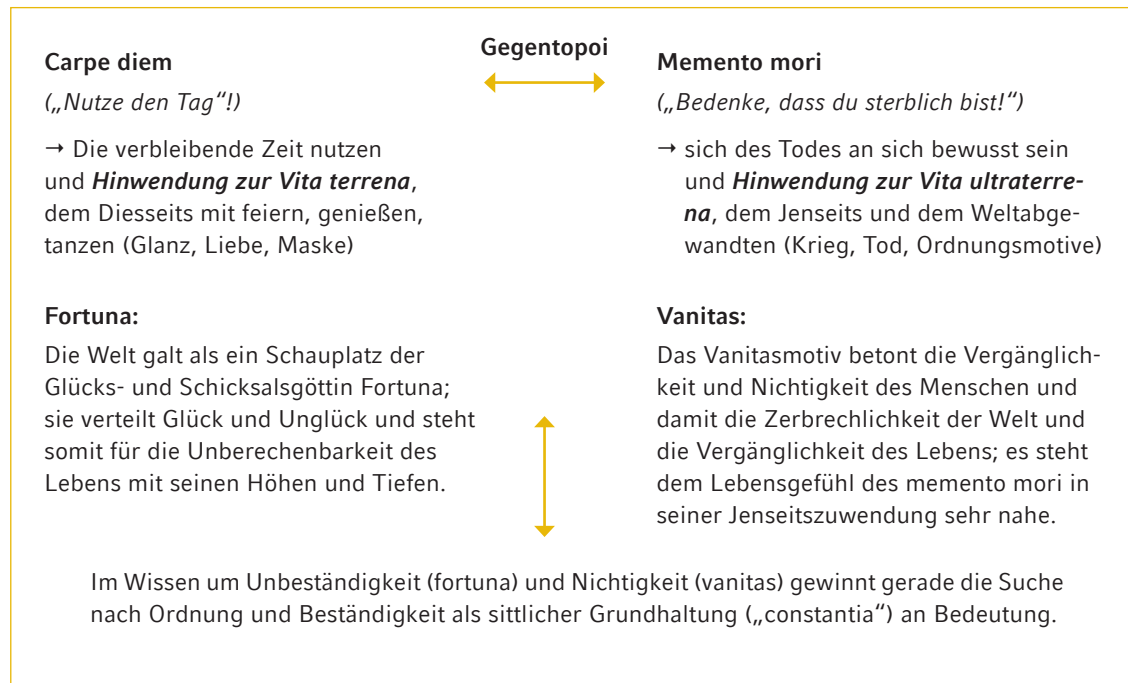 Gegentopoi
Carpe diem
(„Nutze den Tag“!)
→ Die verbleibende Zeit nutzen
und Hinwendung zur Vita terrena,
dem Diesseits mit feiern, genießen,
tanzen (Glanz, Liebe, Maske)
Memento mori
(„Bedenke, dass du sterblich bist!“)
→ sich des Todes an sich bewusst sein
und Hinwendung zur Vita ultraterre-
na, dem Jenseits und dem Weltabge-
wandten (Krieg, Tod, Ordnungsmotive)
Fortuna:
Die Welt galt als ein Schauplatz der
Glücks- und Schicksalsgöttin Fortuna;
sie verteilt Glück und Unglück und steht
somit für die Unberechenbarkeit des
Lebens mit seinen Höhen und Tiefen.
Vanitas:
Das Vanitasmotiv betont die Vergänglich-
keit und Nichtigkeit des Menschen und
damit die Zerbrechlichkeit der Welt und
die Vergänglichkeit des Lebens; es steht
dem Lebensgefühl des memento mori in
seiner Jenseitszuwendung sehr nahe.
Im Wissen um Unbeständigkeit (fortuna) und Nichtigkeit (vanitas) gewinnt gerade die Suche
nach Ordnung und Beständigkeit als sittlicher Grundhaltung („constantia“) an Bedeutung.